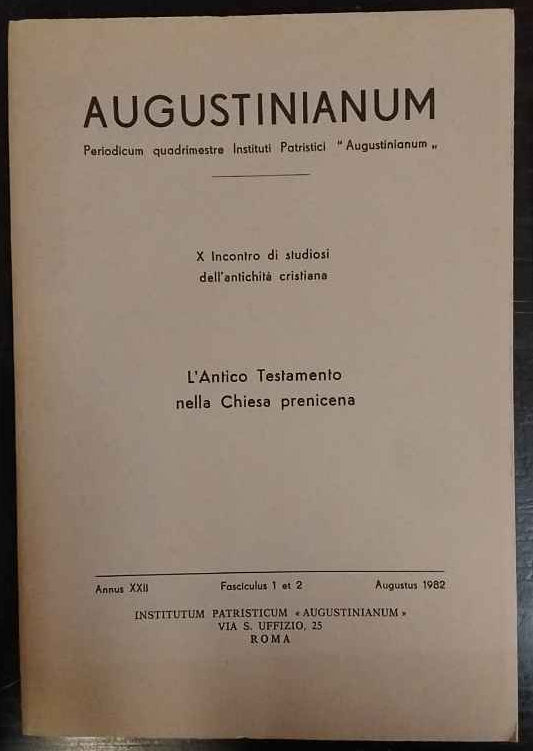 AUGUSTINIANUM
Periodicum quadrimestre Instituti Patristici “ Augustinianum „
X Incontro di studiosi
dell'antichità cristiana
L'Antico Testamento
nella Chiesa prenicena
Annus XXII Fasciculus 1 et 2 Augustus 1982
INSTITUTUM PATRISTICUM «AUGUSTINIANUM»
VIA S. UFFIZIO, 25
ROMA